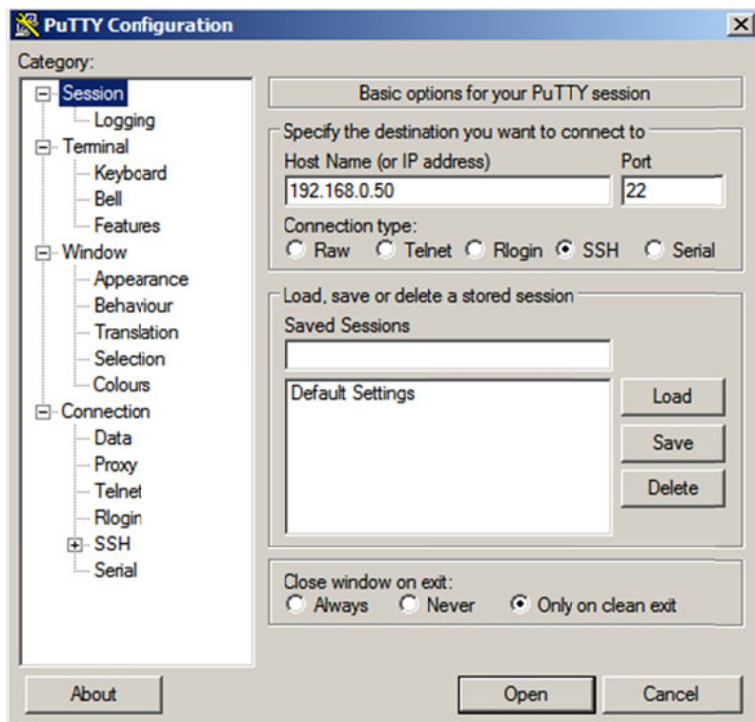 PuTTY Configuration
Category:
Session
Logging
Terminal
Keyboard
Bell
Features
Window
Appearance
Behaviour
Translation
Selection
Colours
Connection
Data
Proxy
Telnet
Rlogin
SSH
Serial
Basic options for your PuTTY session
Specify the destination you want to connect to
Host Name (or IP address) Port
192.168.0.50 22
Connection type:
Raw Telnet Rlogin SSH Serial
Load, save or delete a stored session
Saved Sessions
Default Settings
Load
Save
Delete
Close window on exit:
Always Never Only on clean exit
About Open Cancel